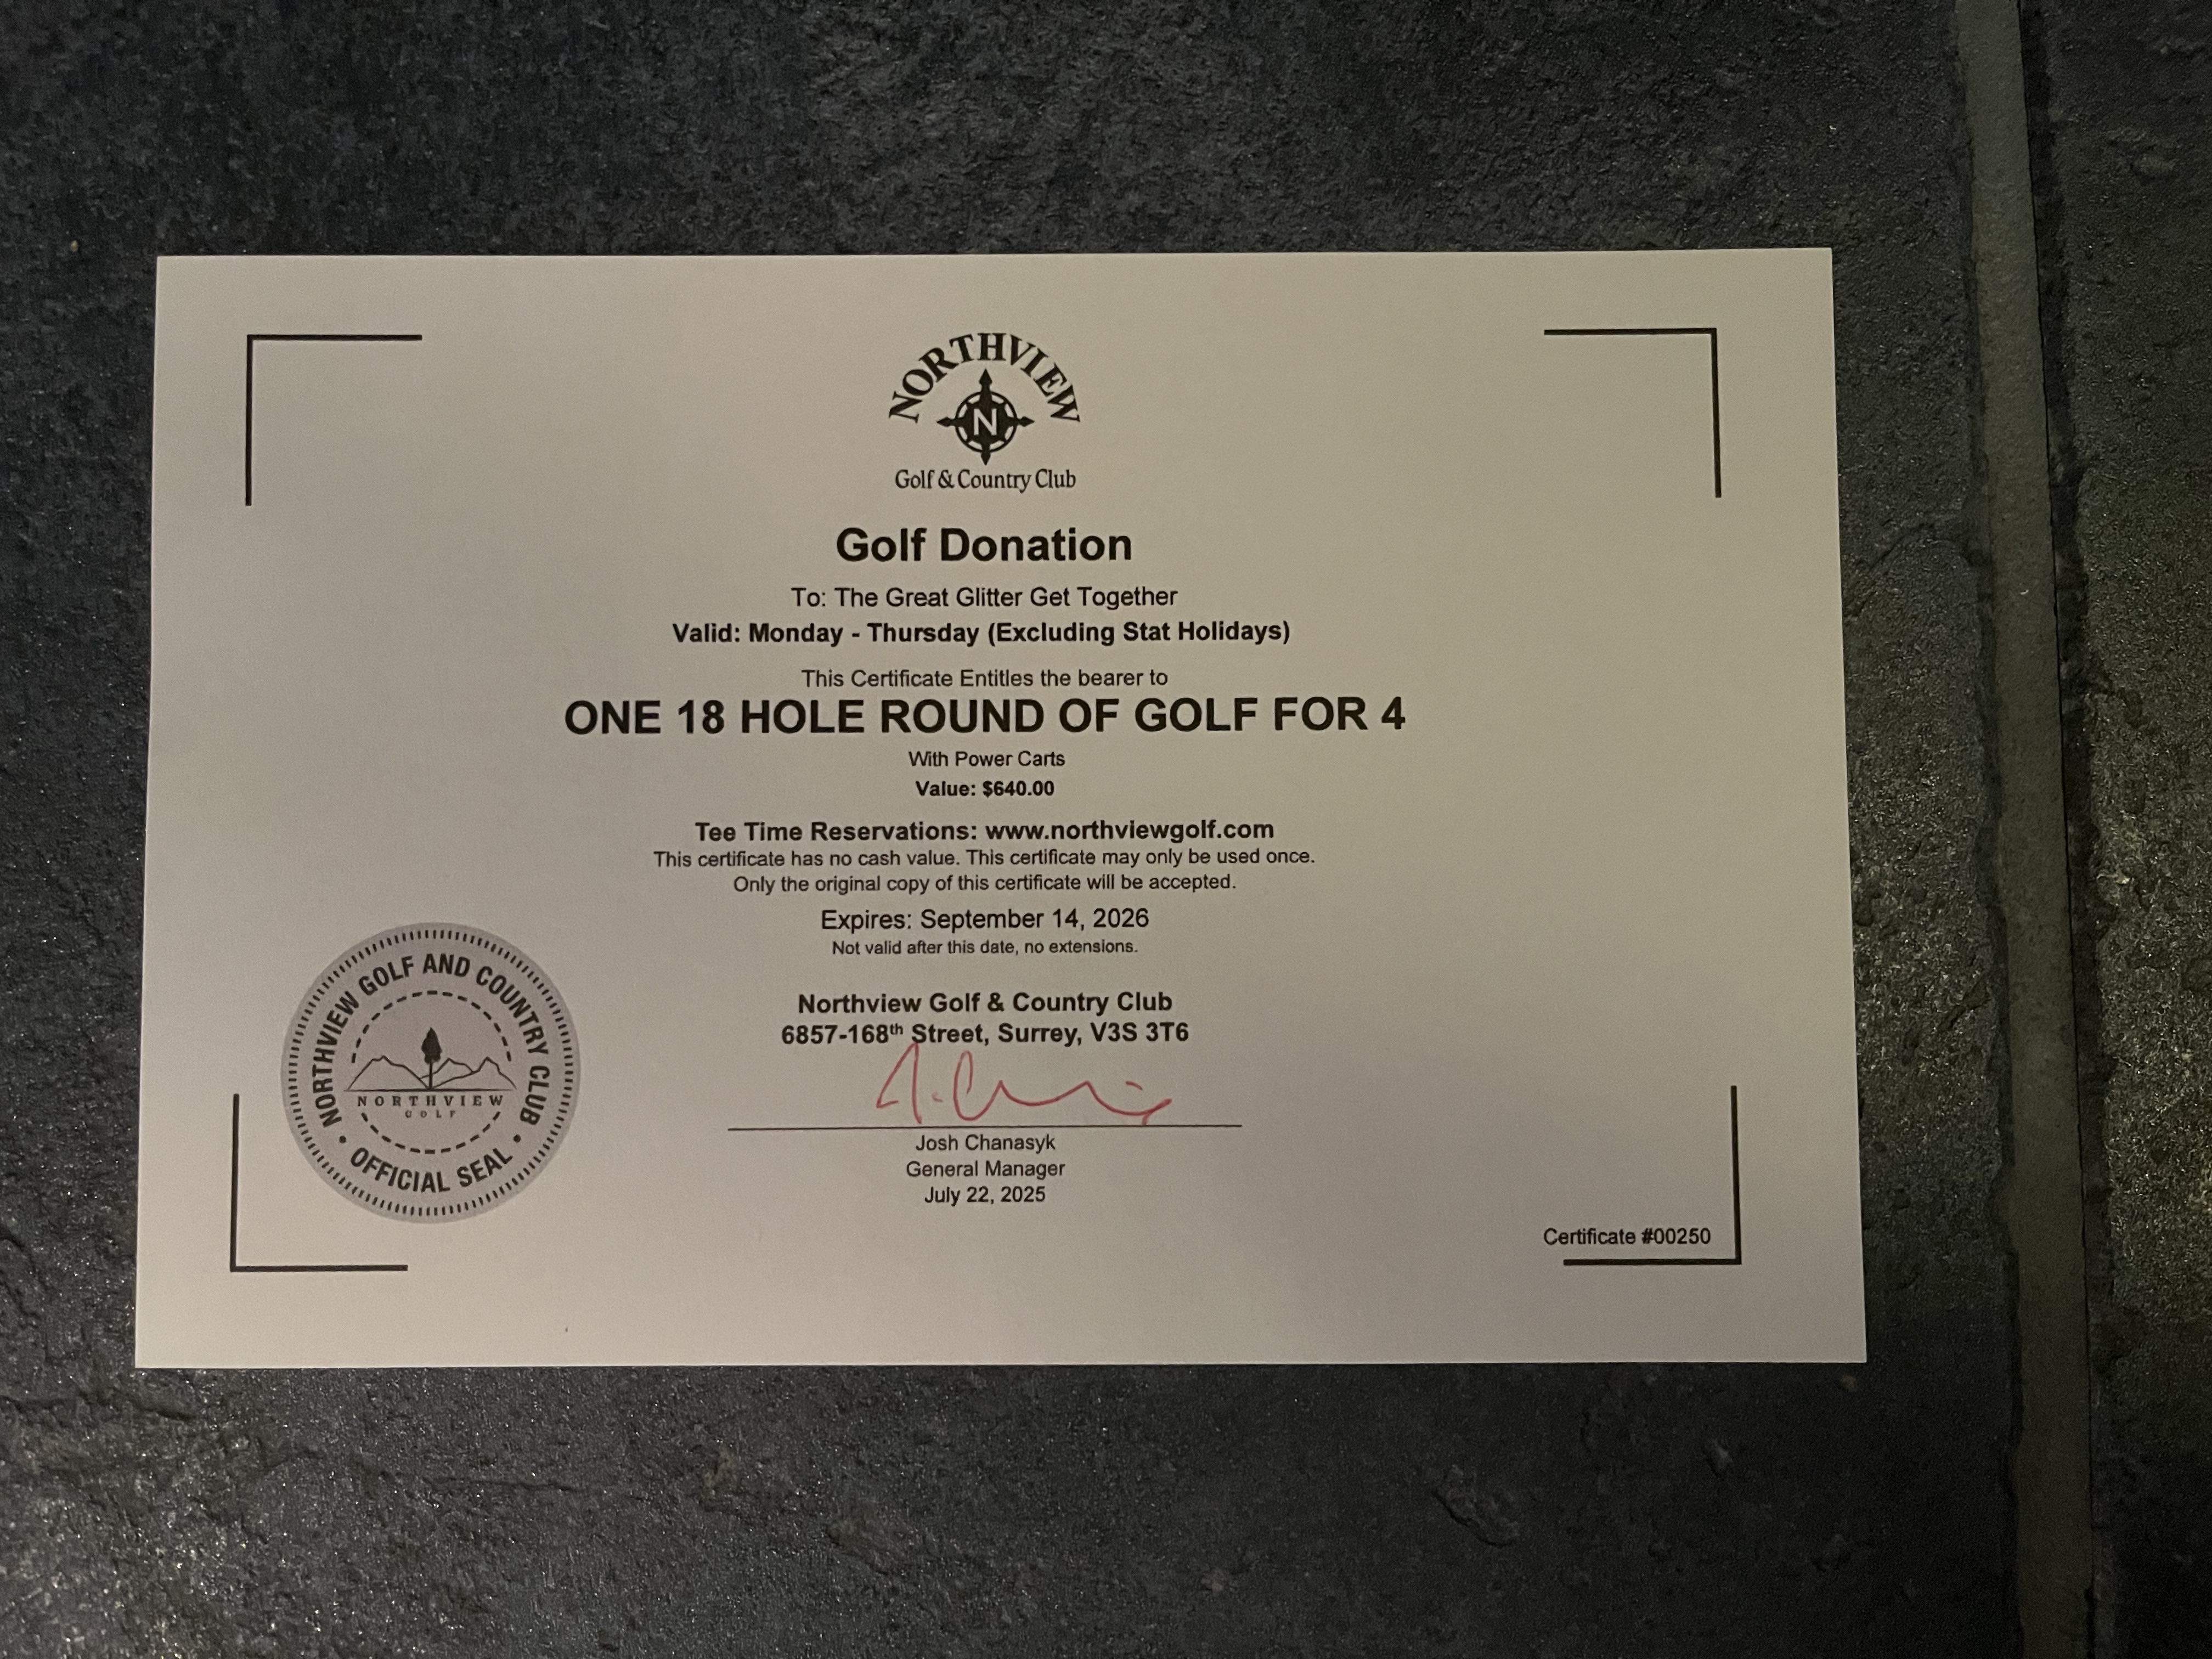 NORTHVIEW
N
Golf & Country Club
Golf Donation
To: The Great Glitter Get Together
Valid: Monday - Thursday (Excluding Stat Holidays)
This Certificate Entitles the bearer to
ONE 18 HOLE ROUND OF GOLF FOR 4
With Power Carts
Value: $640.00
Tee Time Reservations: www.northviewgolf.com
This certificate has no cash value. This certificate may only be used once.
Only the original copy of this certificate will be accepted.
Expires: September 14, 2026
Not valid after this date, no extensions.
Northview Golf & Country Club
6857-168th Street, Surrey, V3S 3T6
Josh Chanasyk
General Manager
July 22, 2025
NORTHVIEW GOLF AND COUNTRY CLUB
NORTHVIEW
GOLF
• OFFICIAL SEAL •
Certificate #00250